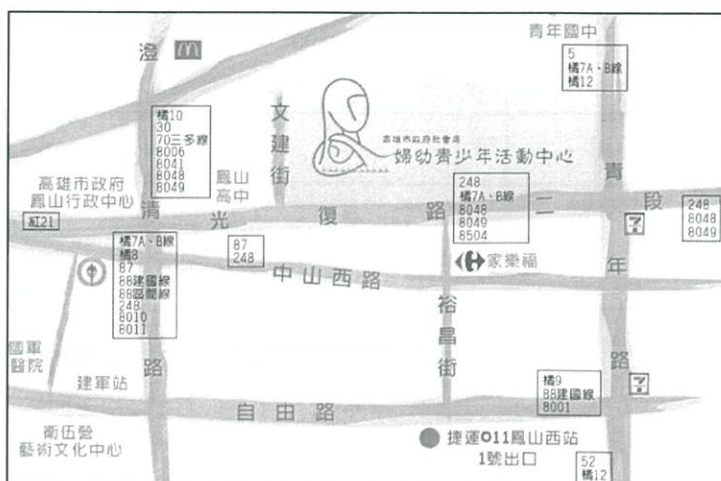 青年國中
5
橘7A、B線
橘12
澄
清
路
橘10
30
70三多線
8006
8041
8048
8049
文建街
高雄市政府社會局
婦幼青少年活動中心
鳳山
高中
高雄市政府
鳳山行政中心
紅21
光復路二段
248
橘7A、B線
8048
8049
8504
青年路
248
8048
8049
橘7A、B線
橘8
87
88建國線
88區間線
248
8010
8011
87
248
中山西路
家樂福
裕昌街
國軍
醫院
建軍站
自由路
橘9
88建國線
8001
衛伍營
藝術文化中心
捷運O11鳳山西站
1號出口
52
橘12